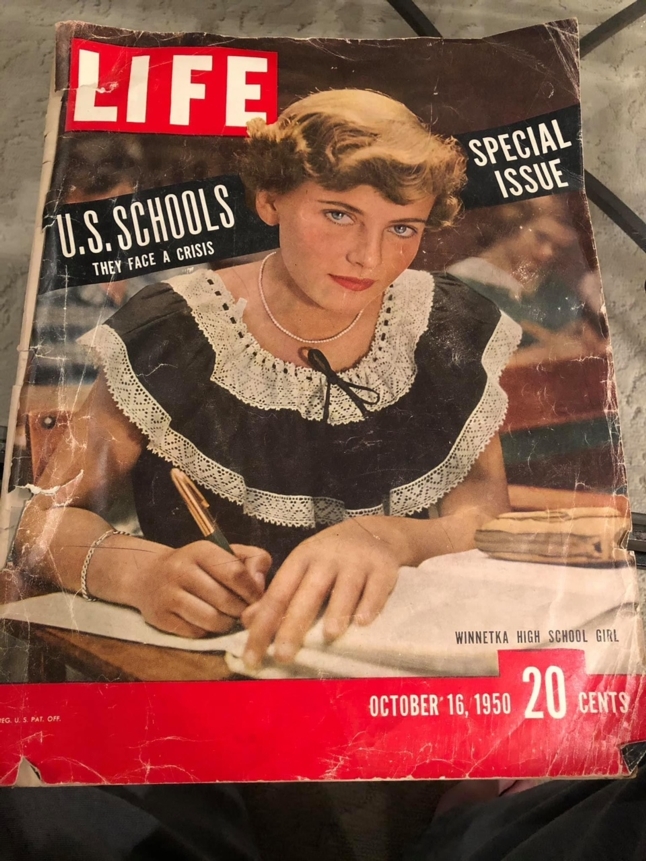 LIFE
SPECIAL
ISSUE
U.S. SCHOOLS
THEY FACE A CRISIS
WINNETKA HIGH SCHOOL GIRL
OCTOBER 16, 1950 20 CENTS
REG. U. S. PAT. OFF.